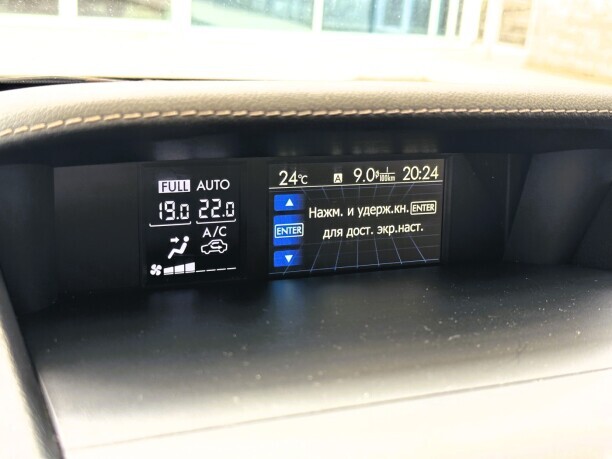 FULL AUTO
19.0 22.0
A/C
24°C A 9.0 l/100km 20:24
Нажм. и удерж.кн. ENTER
ENTER
для дост. экр.наст.